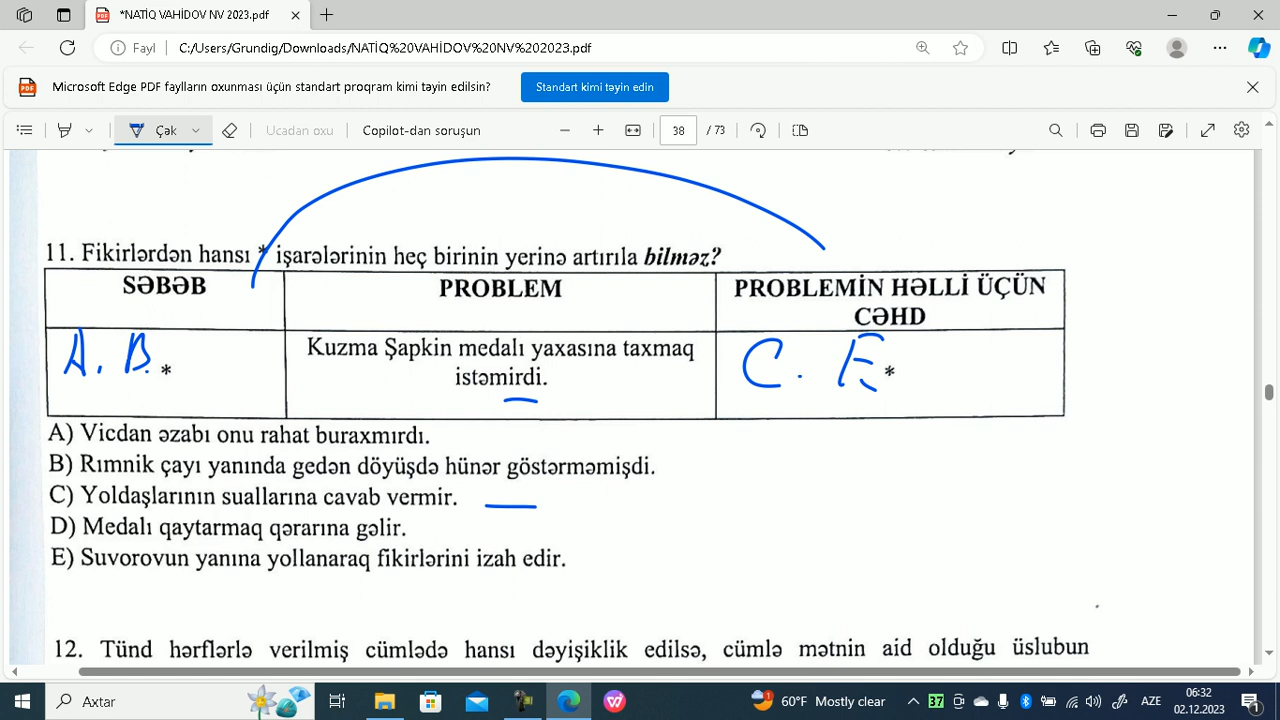 *NATİQ VAHİDOV NV 2023.pdf
Fayl C:/Users/Grundig/Downloads/NATİQ%20VAHİDOV%20NV%202023.pdf
Microsoft Edge PDF faylların oxunması üçün standart proqram kimi təyin edilsin? Standart kimi təyin edin
Çək Ucadan oxu Copilot-dan soruşun 38 / 73
11. Fikirlərdən hansı * işarələrinin heç birinin yerinə artırıla bilməz?
SƏBƏB PROBLEM PROBLEMİN HƏLLİ ÜÇÜN
CƏHD
A. B. * Kuzma Şapkin medalı yaxasına taxmaq C. E *
istəmirdi.
A) Vicdan əzabı onu rahat buraxmırdı.
B) Rımnik çayı yanında gedən döyüşdə hünər göstərməmişdi.
C) Yoldaşlarının suallarına cavab vermir.
D) Medalı qaytarmaq qərarına gəlir.
E) Suvorovun yanına yollanaraq fikirlərini izah edir.
12. Tünd hərflərlə verilmiş cümlədə hansı dəyişiklik edilsə, cümlə mətnin aid olduğu üslubun
Axtar 60°F Mostly clear 37 AZE 06:32
02.12.2023 1